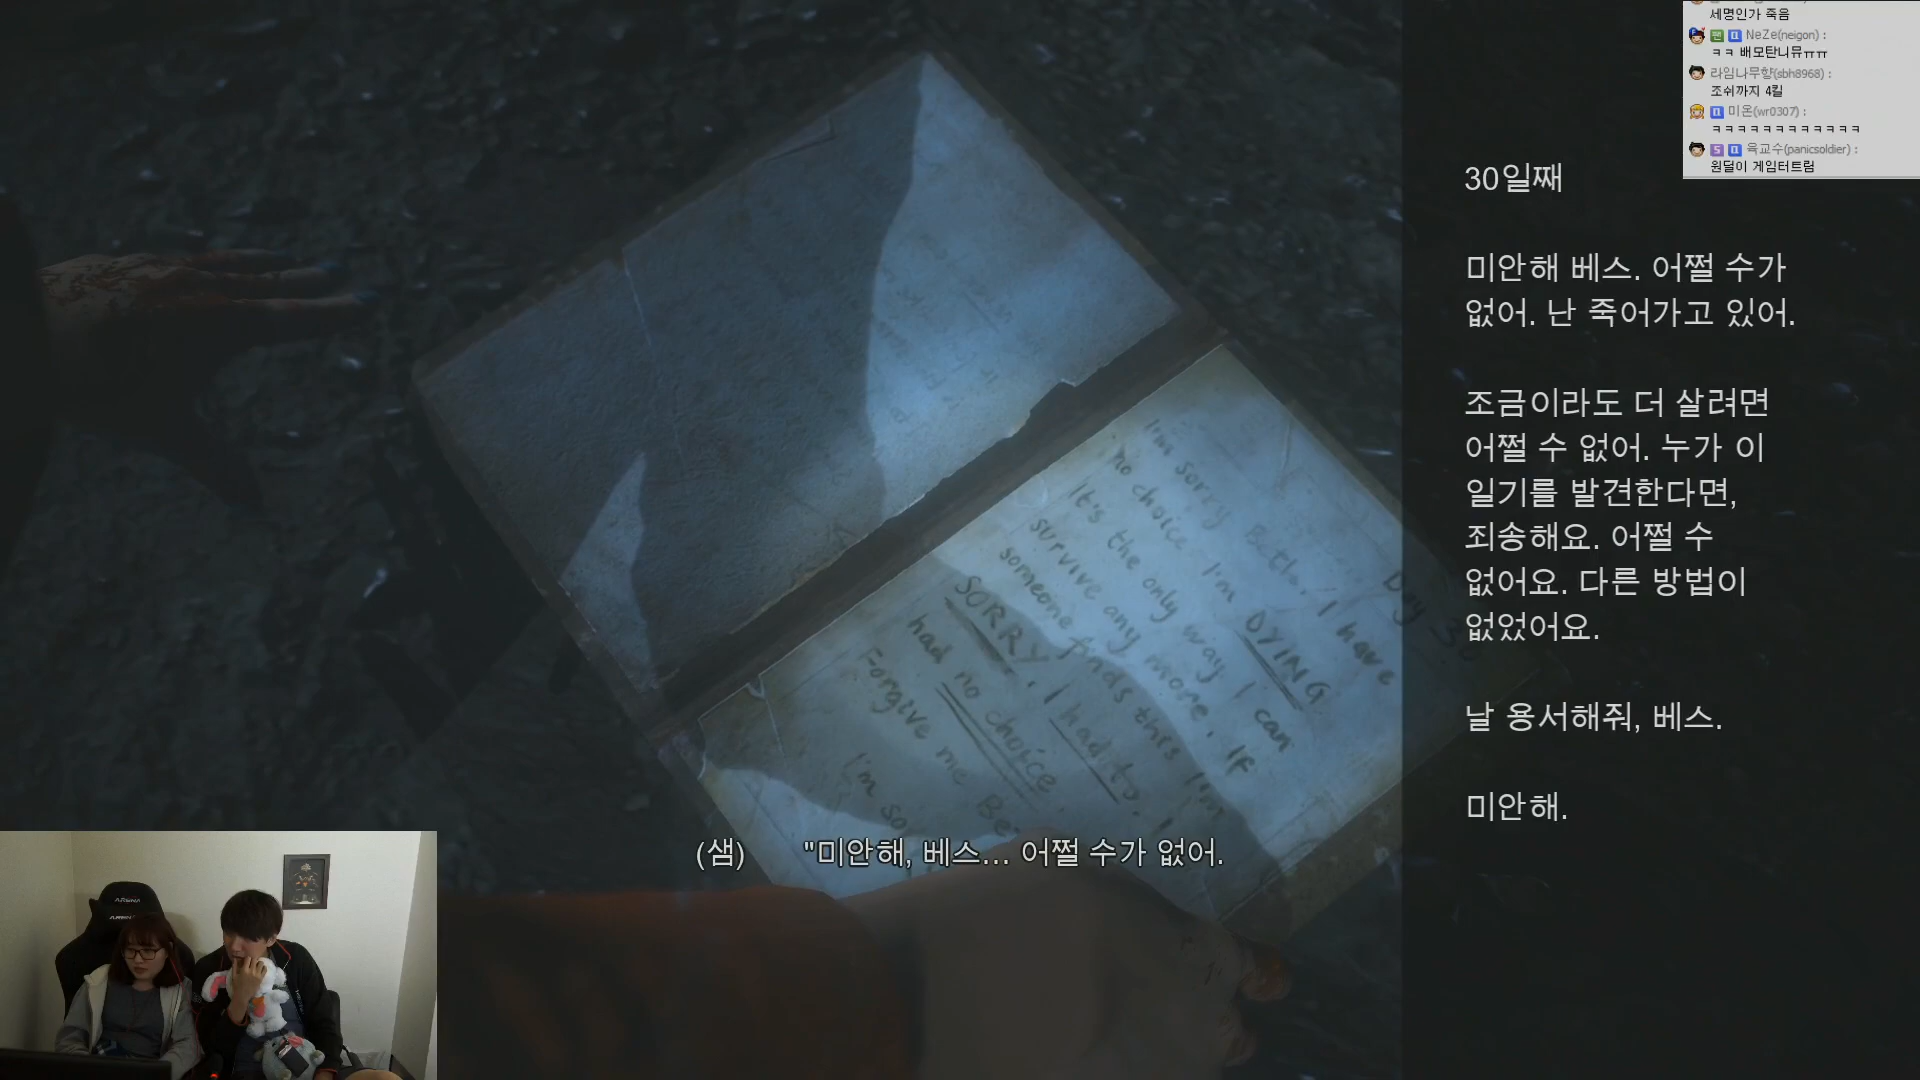 세명인가 죽음
NeZe(neigon) :
ㅋㅋ 배모탄니뮤ㅠㅠ
라임나무향(sbh8968) :
조쉬까지 4킬
미온(wr0307) :
ㅋㅋㅋㅋㅋㅋㅋㅋㅋㅋㅋㅋ
육교수(panicsoldier) :
원딜이 게임터트림
30일째
미안해 베스. 어쩔 수가
없어. 난 죽어가고 있어.
조금이라도 더 살려면
어쩔 수 없어. 누가 이
일기를 발견한다면,
죄송해요. 어쩔 수
없어요. 다른 방법이
없었어요.
날 용서해줘, 베스.
미안해.
Day
I'm sorry Beth. I have
no choice I'm DYING
It's the only way I can
survive any more. If
someone finds this I'm
SORRY. I had to. I
had no choice.
Forgive me Be
I'm so
(샘) "미안해, 베스... 어쩔 수가 없어.